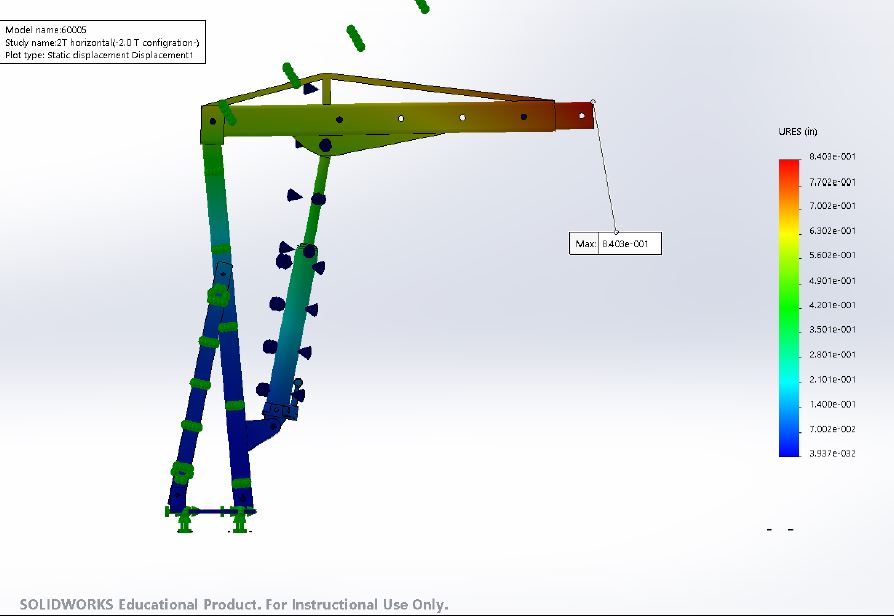 Model name:60005
Study name:2T horizontal(-2.0 T configration-)
Plot type: Static displacement Displacement1
URES (in)
8.403e-001
7.702e-001
7.002e-001
6.302e-001
5.602e-001
4.901e-001
4.201e-001
3.501e-001
2.801e-001
2.101e-001
1.400e-001
7.002e-002
3.937e-032
Max: 8.403e-001
SOLIDWORKS Educational Product. For Instructional Use Only.